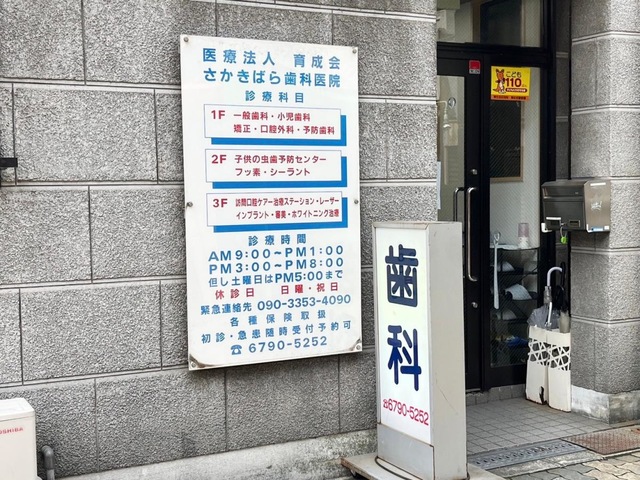 医療法人 育成会
さかきばら歯科医院
診療科目
1F 一般歯科・小児歯科
矯正・口腔外科・予防歯科
2F 子供の虫歯予防センター
フッ素・シーラント
3F 訪問口腔ケアー治療ステーション・レーザー
インプラント・審美・ホワイトニング治療
診療時間
AM9:00~PM1:00
PM3:00~PM8:00
但し土曜日はPM5:00まで
休診日 日曜・祝日
緊急連絡先 090-3353-4090
各種保険取扱
初診・急患随時受付予約可
☎6790-5252
歯科
☎6790-5252
こども
110
TOSHIBA